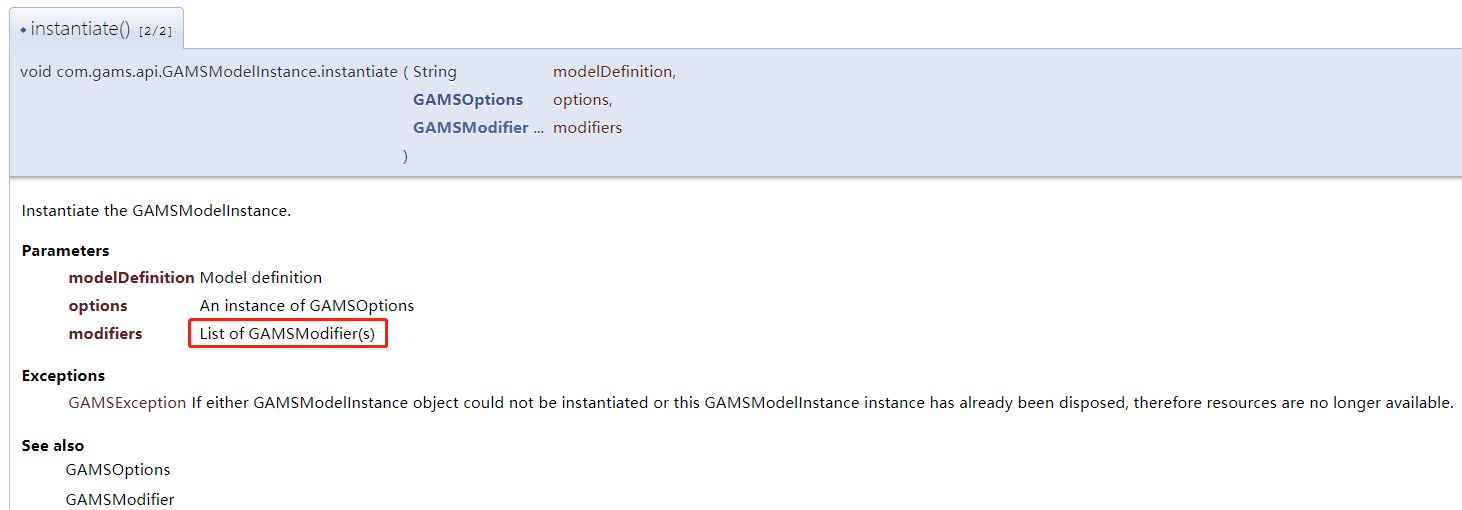 ◆ instantiate() [2/2]
void com.gams.api.GAMSModelInstance.instantiate ( String modelDefinition,
GAMSOptions options,
GAMSModifier ... modifiers
)
Instantiate the GAMSModelInstance.
Parameters
modelDefinition Model definition
options An instance of GAMSOptions
modifiers List of GAMSModifier(s)
Exceptions
GAMSException If either GAMSModelInstance object could not be instantiated or this GAMSModelInstance instance has already been disposed, therefore resources are no longer available.
See also
GAMSOptions
GAMSModifier